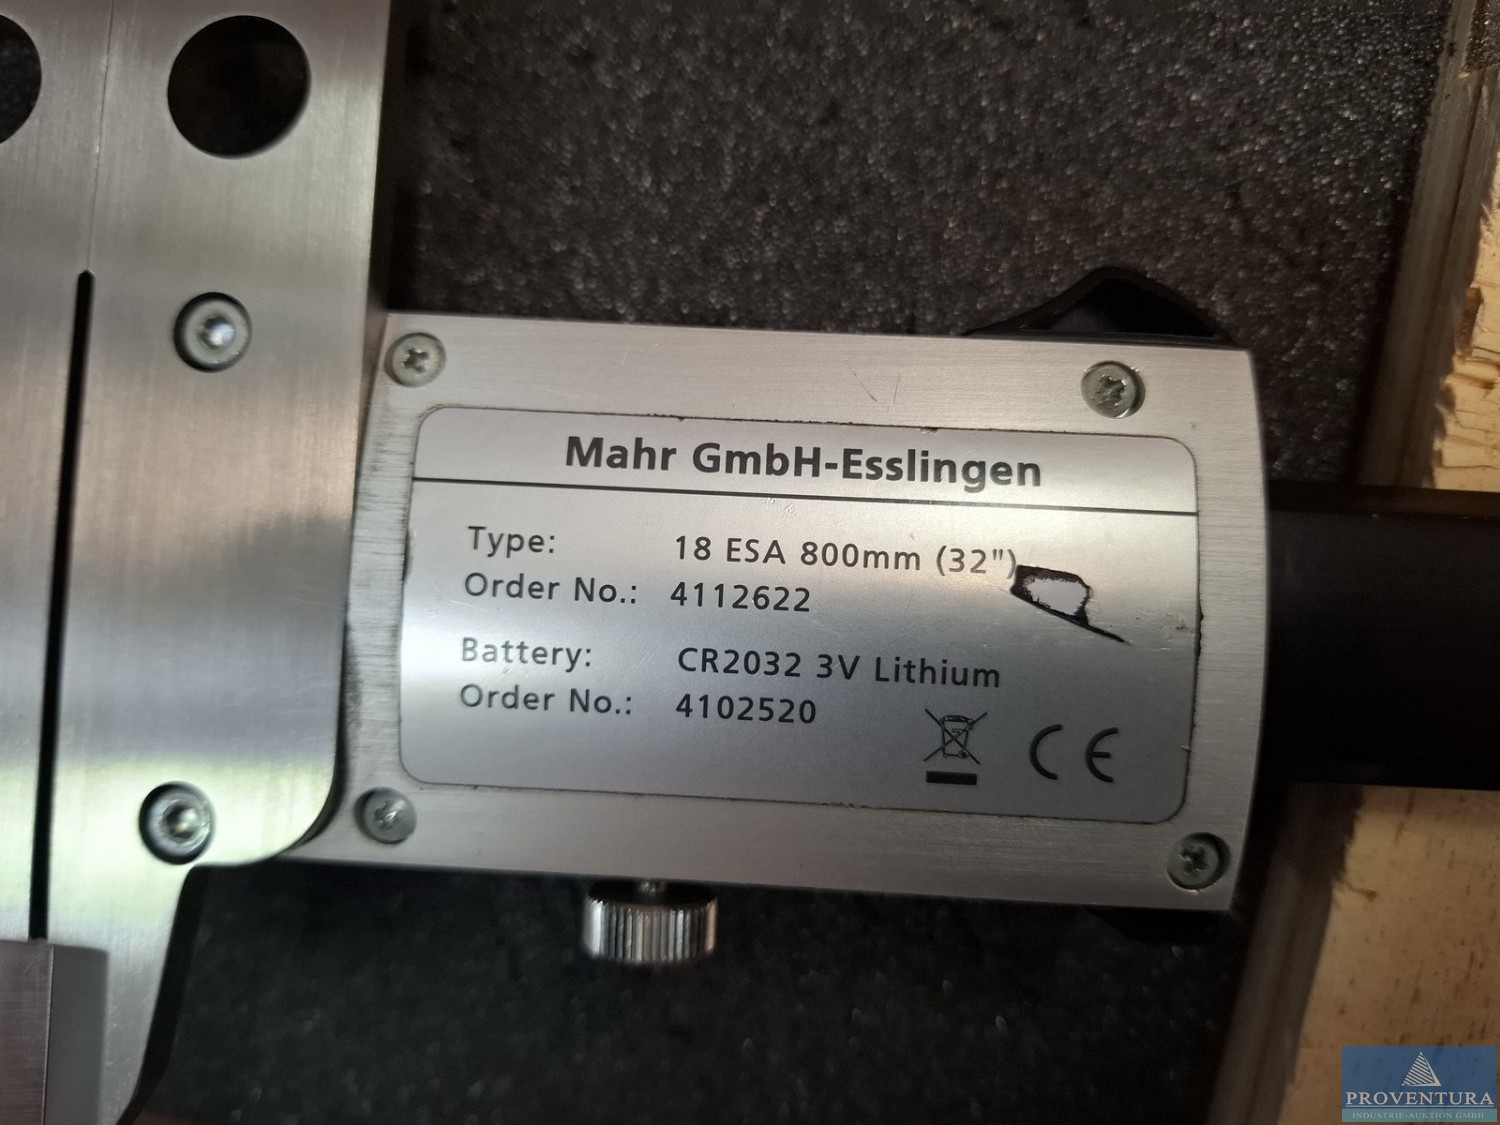 Mahr GmbH-Esslingen
Type: 18 ESA 800mm (32")
Order No.: 4112622
Battery: CR2032 3V Lithium
Order No.: 4102520
CE
PROVENTURA
INDUSTRIE-AUKTION GMBH